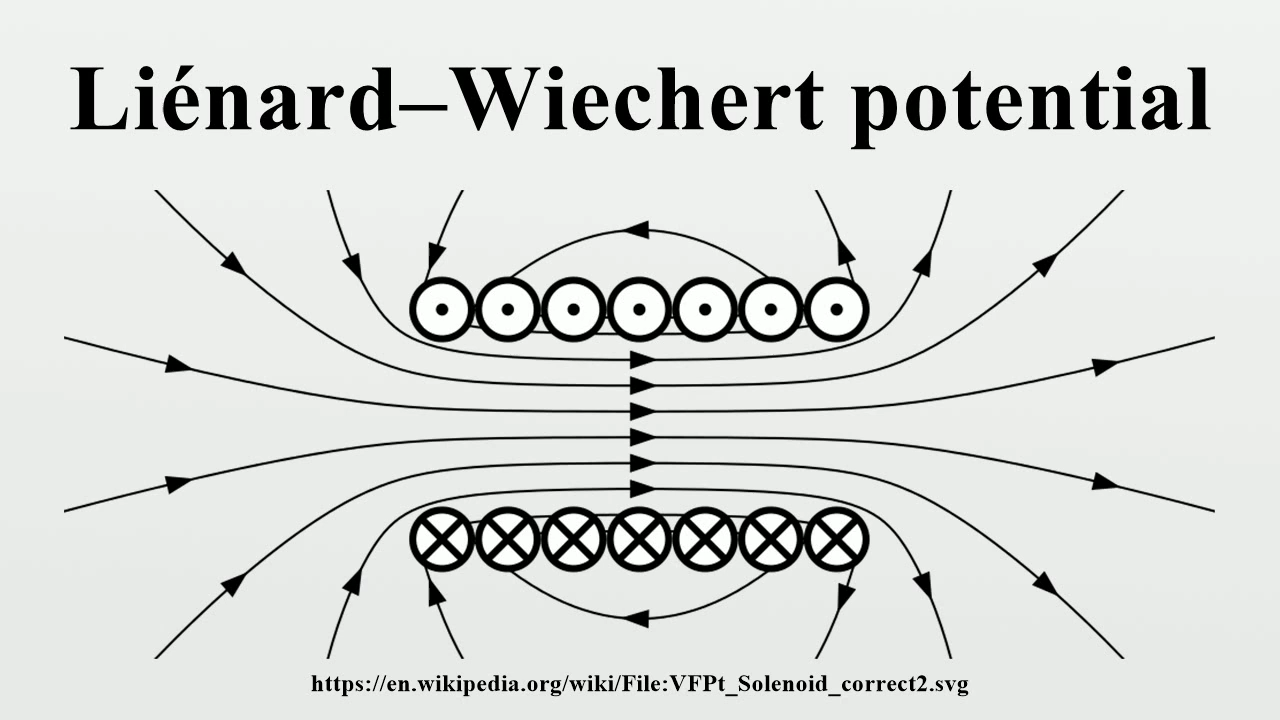 Liénard–Wiechert potential
https://en.wikipedia.org/wiki/File:VFPt_Solenoid_correct2.svg